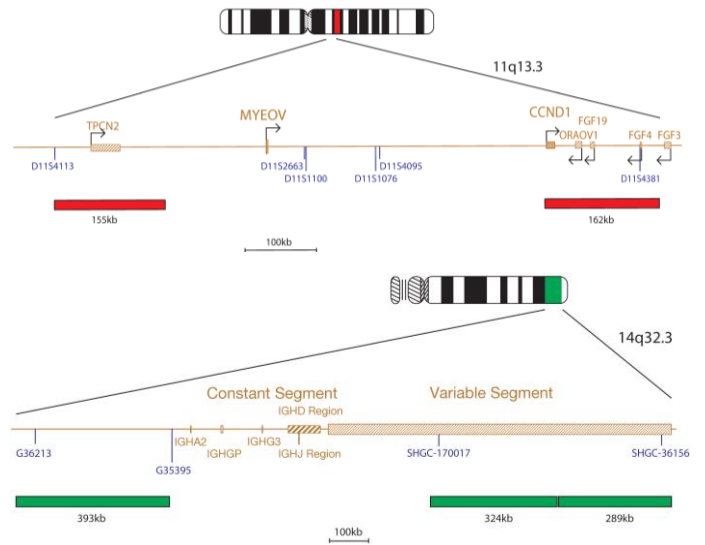 11q13.3
TPCN2
MYEOV
CCND1
FGF19
ORAOV1
FGF4
FGF3
D11S4113
D11S2663
D11S4095
D11S1100
D11S1076
D11S4381
155kb
162kb
100kb
14q32.3
Constant Segment
Variable Segment
IGHD Region
IGHA2
IGHG3
IGHGP
IGHJ Region
G36213
SHGC-170017
SHGC-36156
G35395
393kb
324kb
289kb
100kb